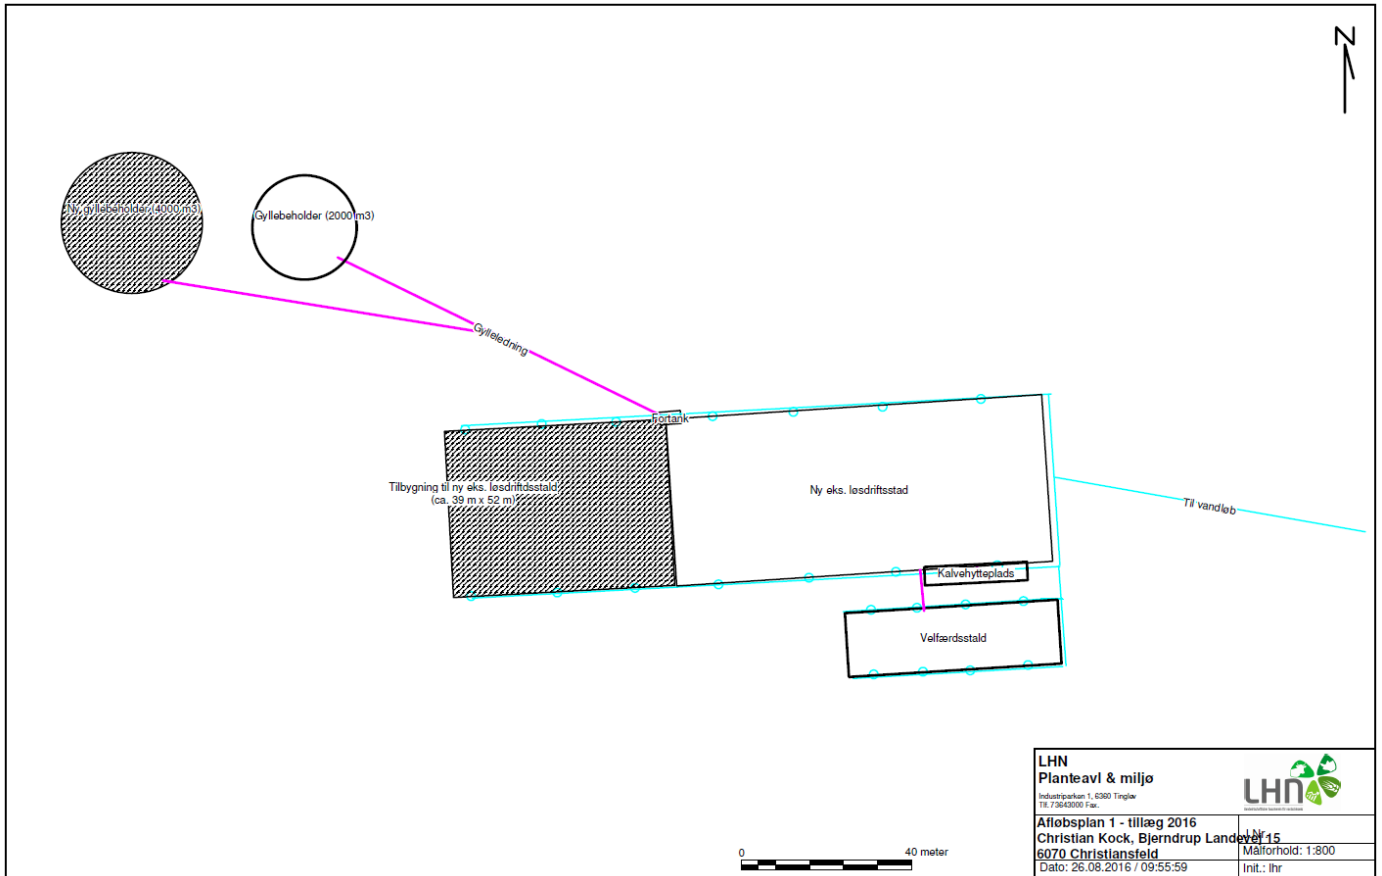 N
Ny gyllebeholder (4000 m3)
Gyllebeholder (2000 m3)
Gylleledning
Fortank
Tilbygning til ny eks. løsdriftdsstald
(ca. 39 m x 52 m)
Ny eks. løsdriftsstad
Til vandløb
Kalvehytteplads
Velfærdsstald
0
40 meter
LHN
Planteavl & miljø
Industriparken 1, 6360 Tinglev
Tlf. 73643000 Fax.
LHN
Afløbsplan 1 - tillæg 2016
Christian Kock, Bjerndrup Landevej 15
J.Nr.
6070 Christiansfeld
Målforhold: 1:800
Dato: 26.08.2016 / 09:55:59
Init.: lhr